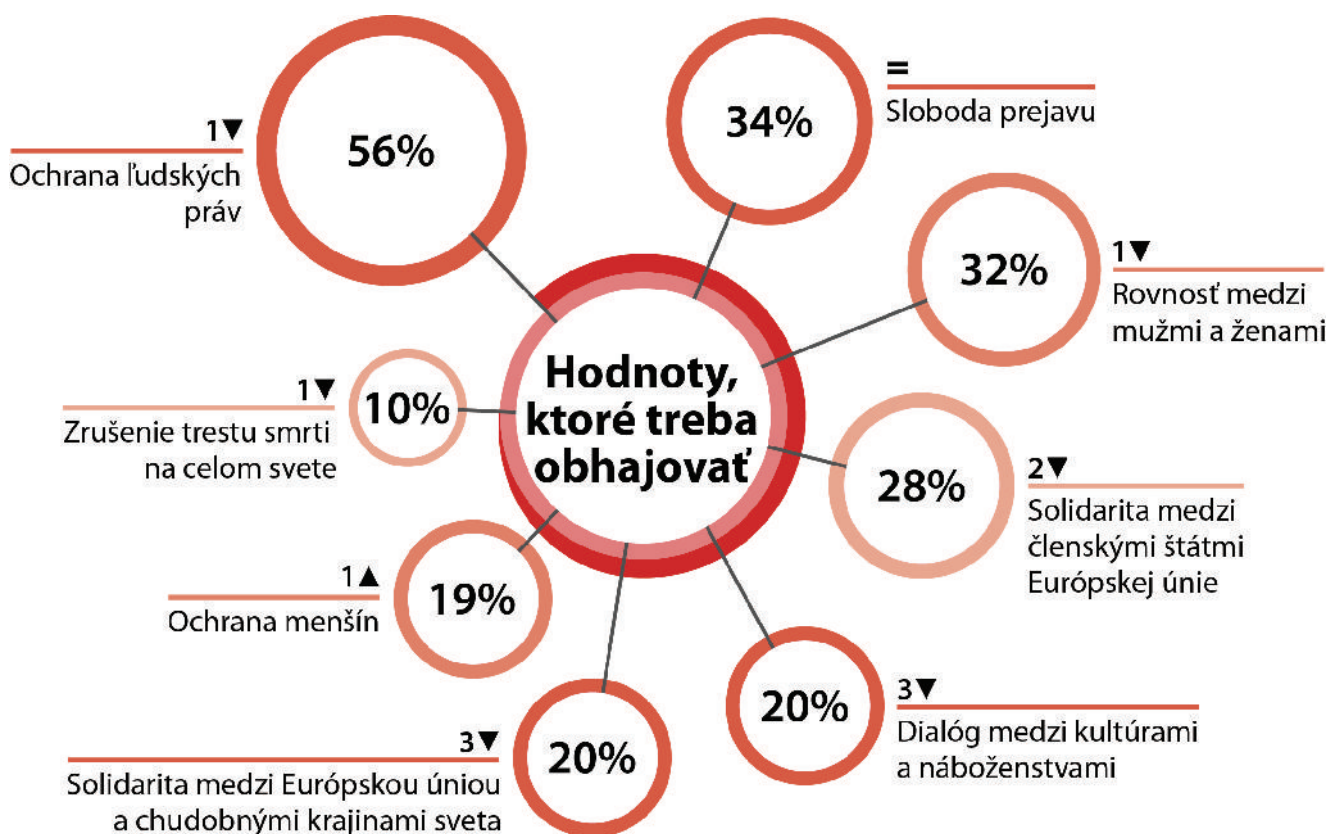 56%
1▼
Ochrana ľudských
práv
34%
=
Sloboda prejavu
32%
1▼
Rovnosť medzi
mužmi a ženami
28%
2▼
Solidarita medzi
členskými štátmi
Európskej únie
20%
3▼
Dialóg medzi kultúrami
a náboženstvami
20%
3▼
Solidarita medzi Európskou úniou
a chudobnými krajinami sveta
19%
1▲
Ochrana menšín
10%
1▼
Zrušenie trestu smrti
na celom svete
Hodnoty,
ktoré treba
obhajovať